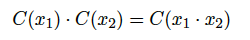 C(x₁) · C(x₂) = C(x₁ · x₂)